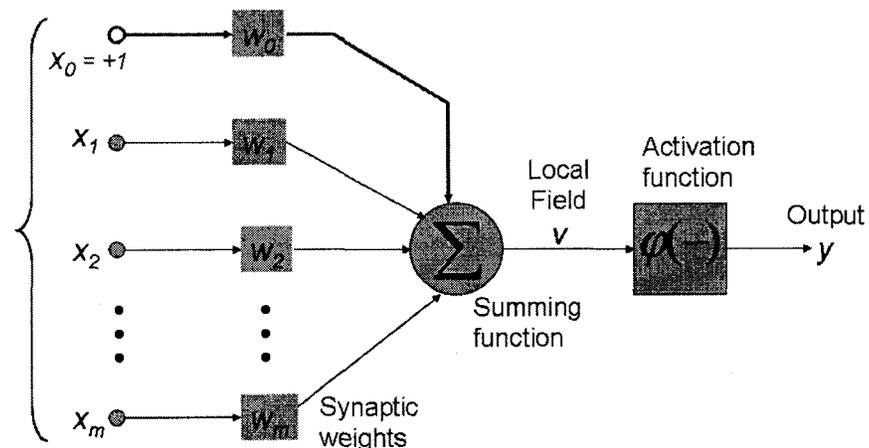 w0
x0 = +1
x1
w1
Local
Field
v
Activation
function
Output
y
x2
w2
Σ
φ(−)
Summing
function
xm
wm
Synaptic
weights